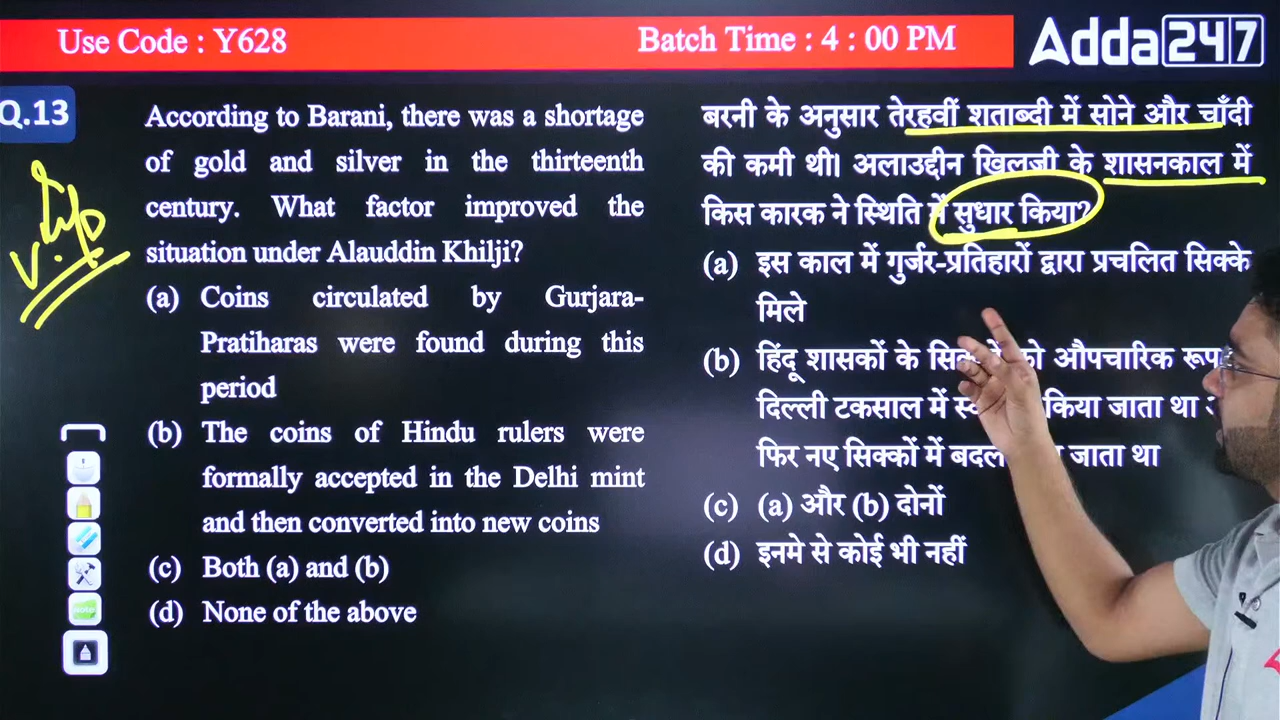 Use Code : Y628
Batch Time : 4 : 00 PM
Adda247
Q.13
According to Barani, there was a shortage
of gold and silver in the thirteenth
century. What factor improved the
situation under Alauddin Khilji?
(a) Coins circulated by Gurjara-
Pratiharas were found during this
period
(b) The coins of Hindu rulers were
formally accepted in the Delhi mint
and then converted into new coins
(c) Both (a) and (b)
(d) None of the above
बरनी के अनुसार तेरहवीं शताब्दी में सोने और चाँदी
की कमी थी। अलाउद्दीन खिलजी के शासनकाल में
किस कारक ने स्थिति में सुधार किया?
(a) इस काल में गुर्जर-प्रतिहारों द्वारा प्रचलित सिक्के
मिले
(b) हिंदू शासकों के को औपचारिक रूप
दिल्ली टकसाल में किया जाता था
फिर नए सिक्कों में जाता था
(c) (a) और (b) दोनों
(d) इनमे से कोई भी नहीं
V.
note